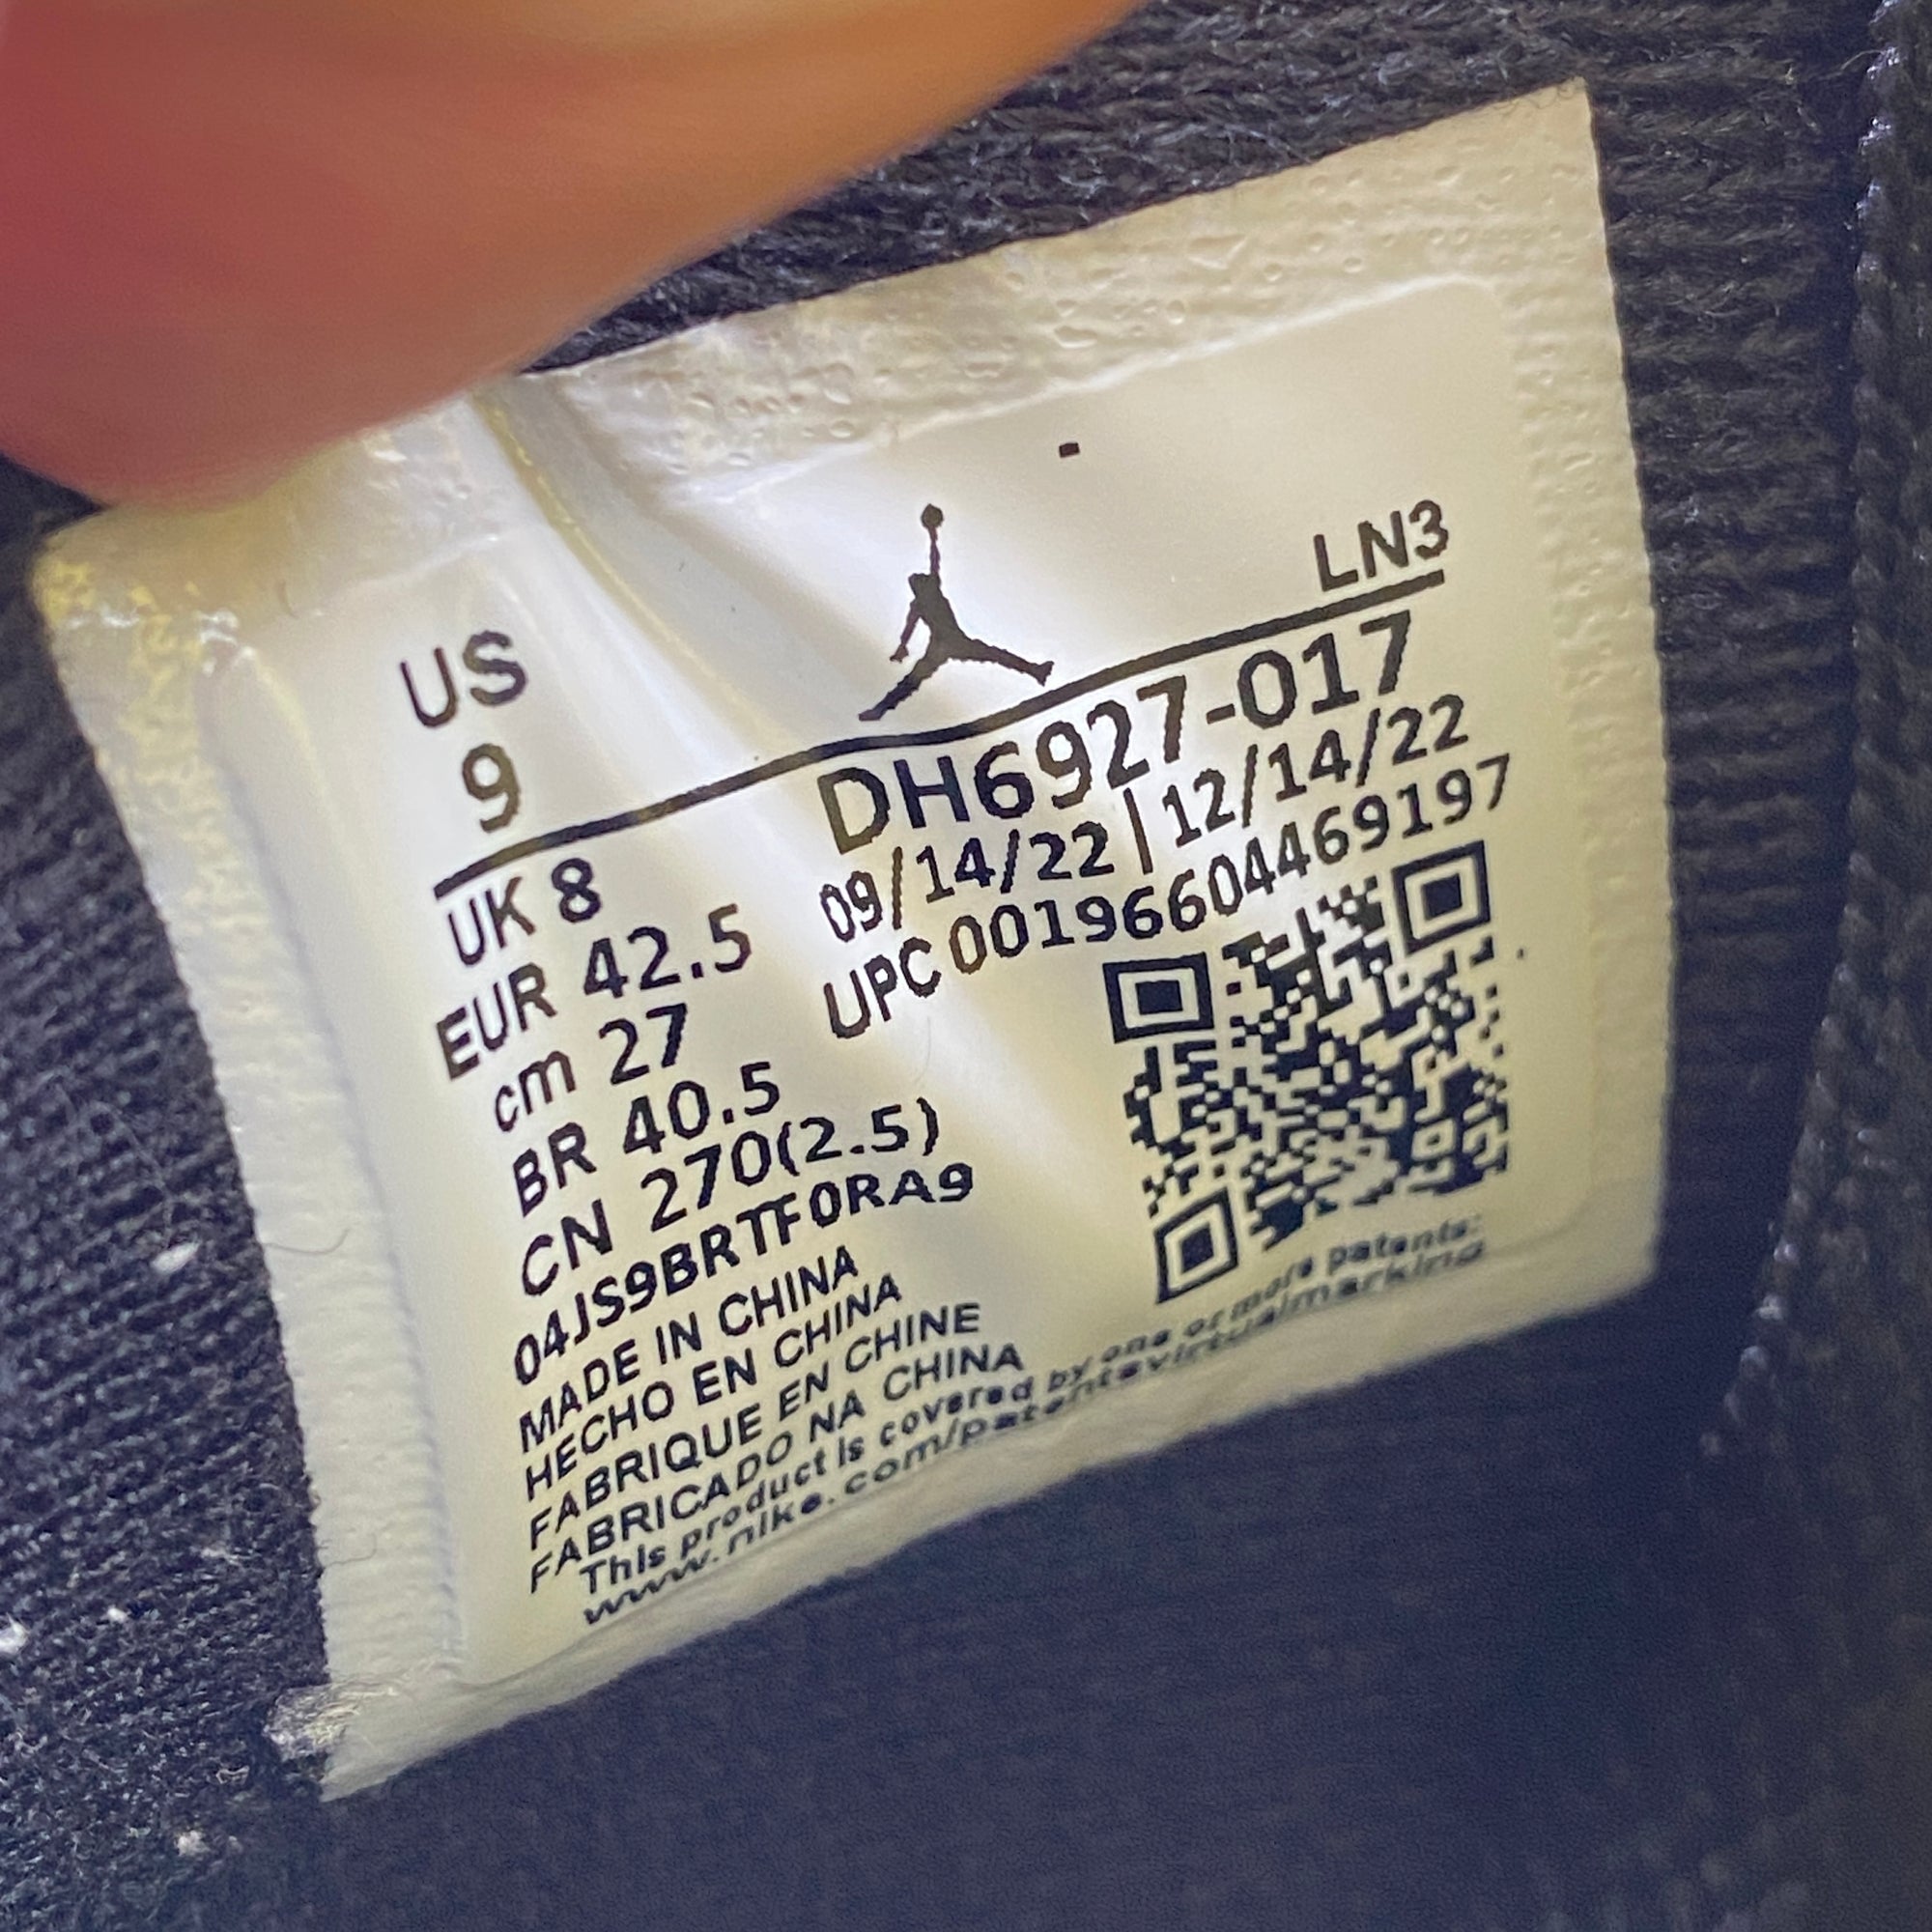 LN3
US
9
DH6927-017
09/14/22 | 12/14/22
UPC 00196604469197
UK 8
EUR 42.5
cm 27
BR 40.5
CN 270(2.5)
04JS9BRTF0RA9
MADE IN CHINA
HECHO EN CHINA
FABRIQUE EN CHINE
FABRICADO NA CHINA
This product is covered by one or more patents:
www.nike.com/patentsvirtualmarking